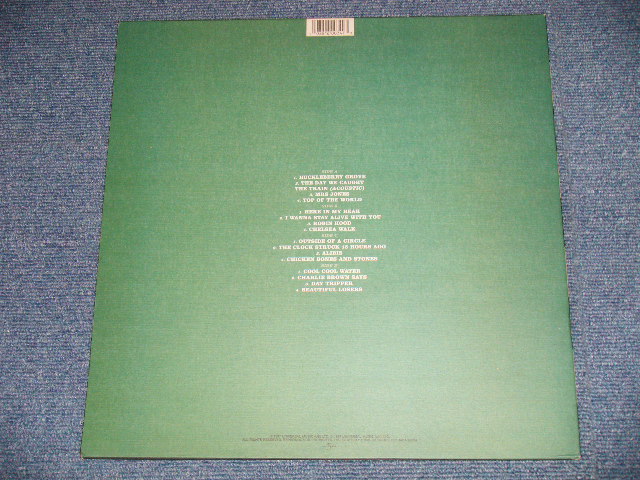 SIDE A
1. HUCKLEBERRY GROVE
2. THE DAY WE CAUGHT
THE TRAIN (ACOUSTIC)
3. MRS JONES
4. TOP OF THE WORLD
SIDE B
1. HERE IN MY HEAR
2. I WANNA STAY ALIVE WITH YOU
3. ROBIN HOOD
4. CHELSEA WALK
SIDE C
1. OUTSIDE OF A CIRCLE
2. THE CLOCK STRUCK 15 HOURS AGO
3. ALIBIS
4. CHICKEN BONES AND STONES
SIDE D
1. COOL COOL WATER
2. CHARLIE BROWN SAYS
3. DAY TRIPPER
4. BEAUTIFUL LOSERS